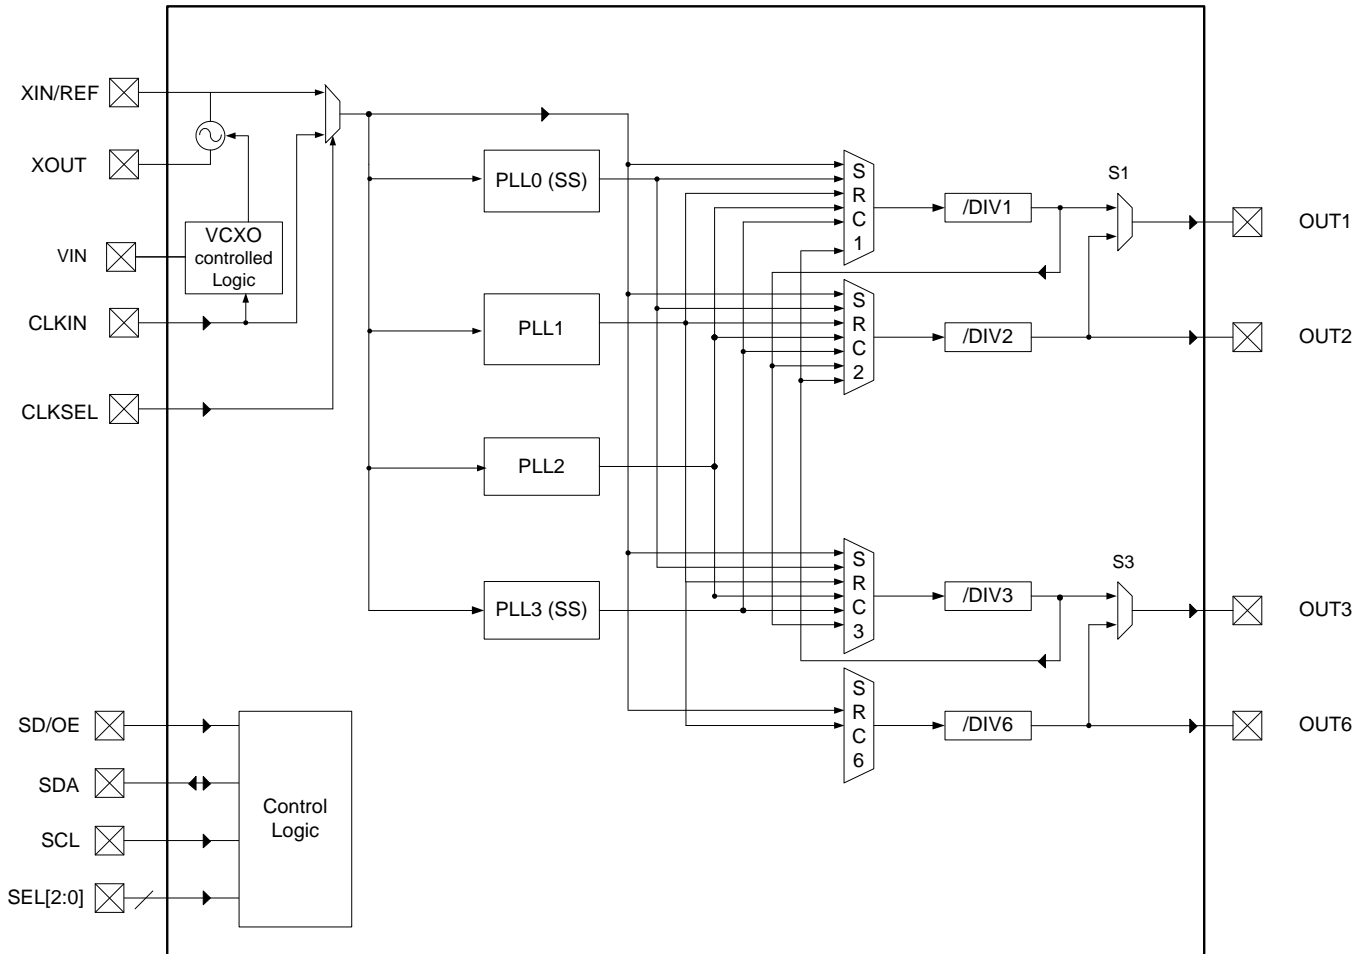 XIN/REF
XOUT
VIN
CLKIN
CLKSEL
VCXO
controlled
Logic
PLL0 (SS)
PLL1
PLL2
PLL3 (SS)
S
R
C
1
S
R
C
2
S
R
C
3
S
R
C
6
/DIV1
/DIV2
/DIV3
/DIV6
S1
S3
OUT1
OUT2
OUT3
OUT6
SD/OE
SDA
SCL
SEL[2:0]
Control
Logic